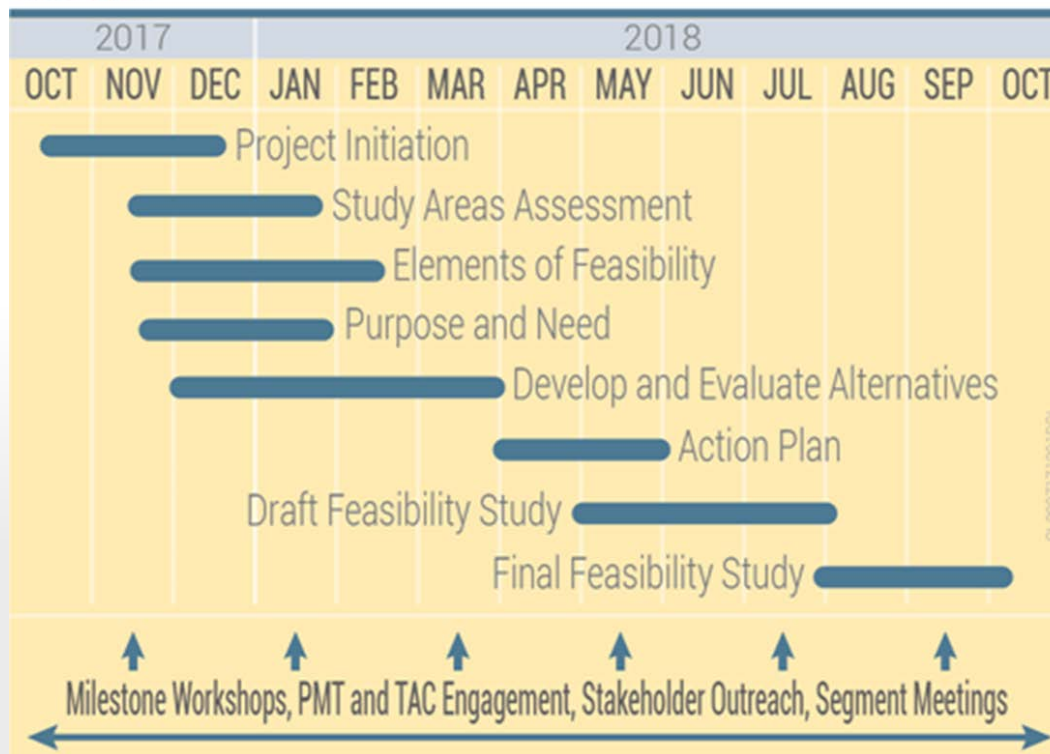 2017 2018
OCT NOV DEC JAN FEB MAR APR MAY JUN JUL AUG SEP OCT
Project Initiation
Study Areas Assessment
Elements of Feasibility
Purpose and Need
Develop and Evaluate Alternatives
Action Plan
Draft Feasibility Study
Final Feasibility Study
Milestone Workshops, PMT and TAC Engagement, Stakeholder Outreach, Segment Meetings